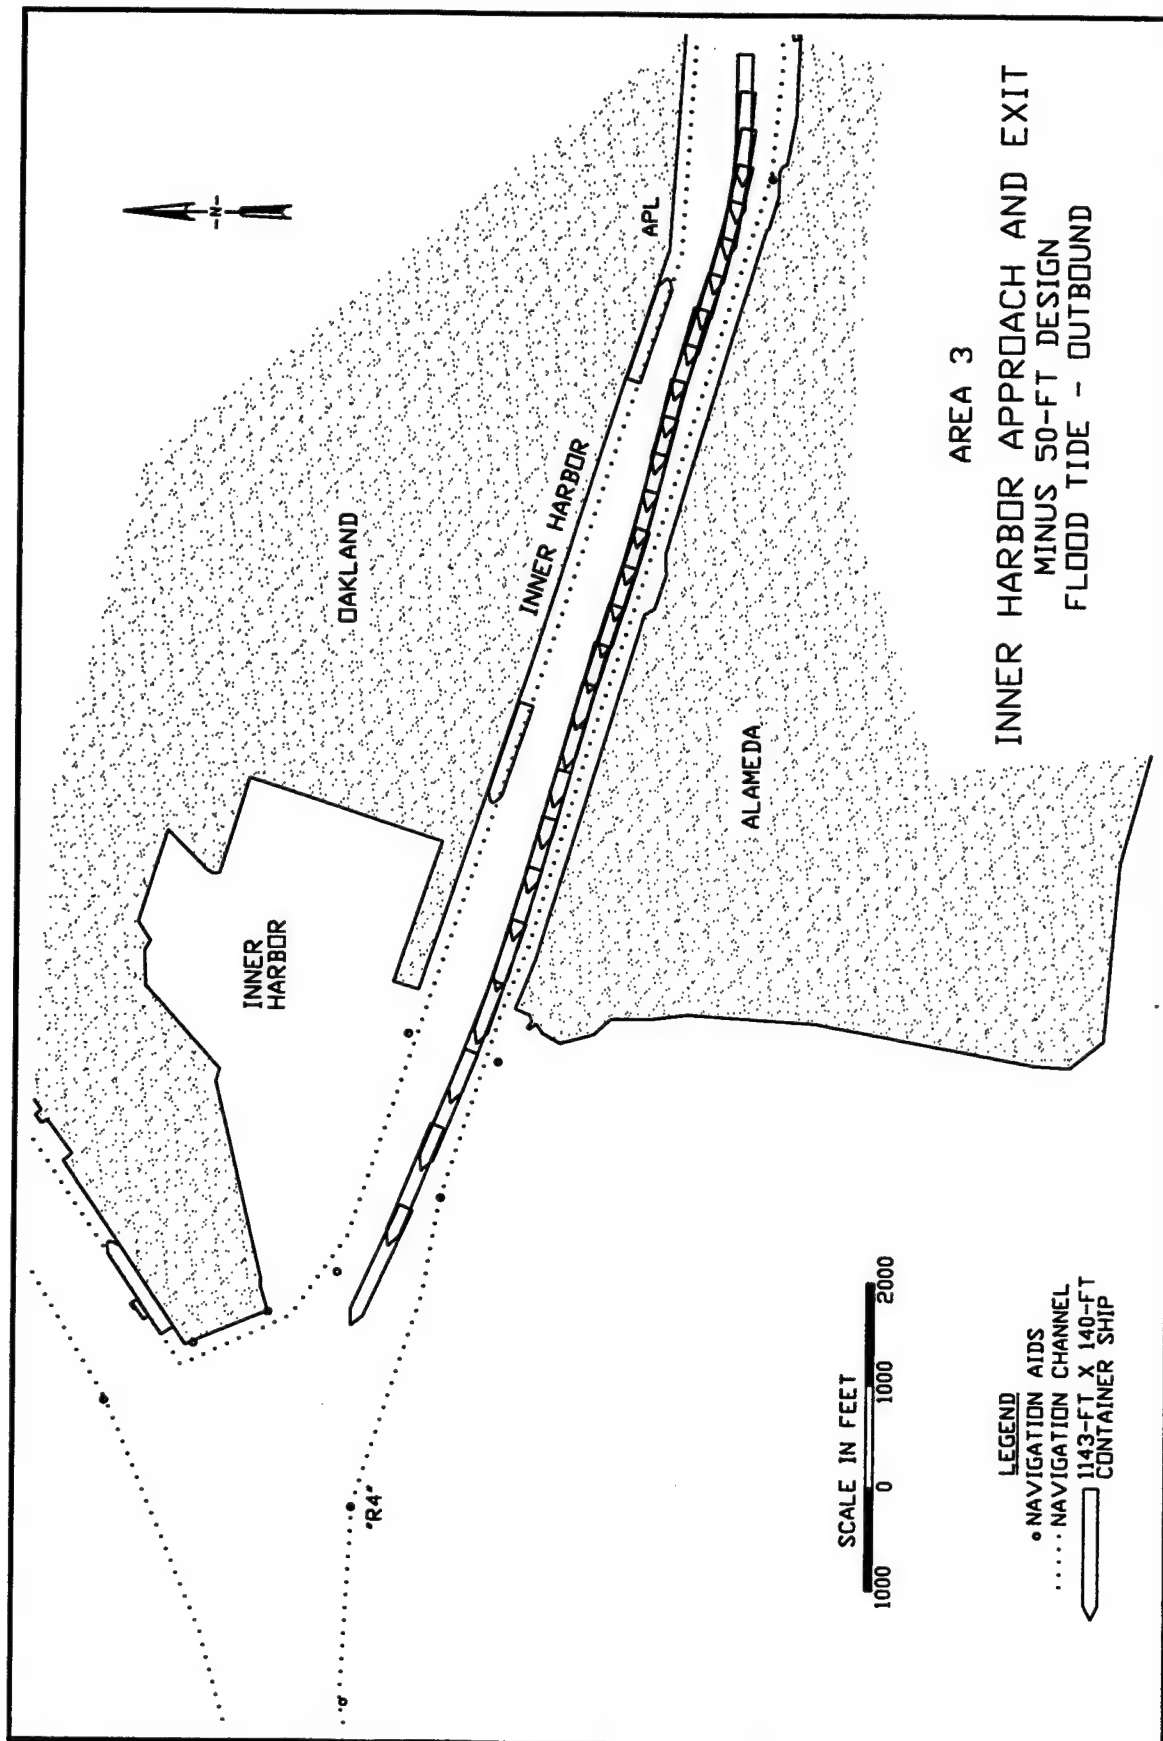 -N-
OAKLAND
INNER
HARBOR
INNER HARBOR
APL
ALAMEDA
"R4"
SCALE IN FEET
1000 0 1000 2000
LEGEND
NAVIGATION AIDS
NAVIGATION CHANNEL
1143-FT X 140-FT
CONTAINER SHIP
AREA 3
INNER HARBOR APPROACH AND EXIT
MINUS 50-FT DESIGN
FLOOD TIDE - OUTBOUND